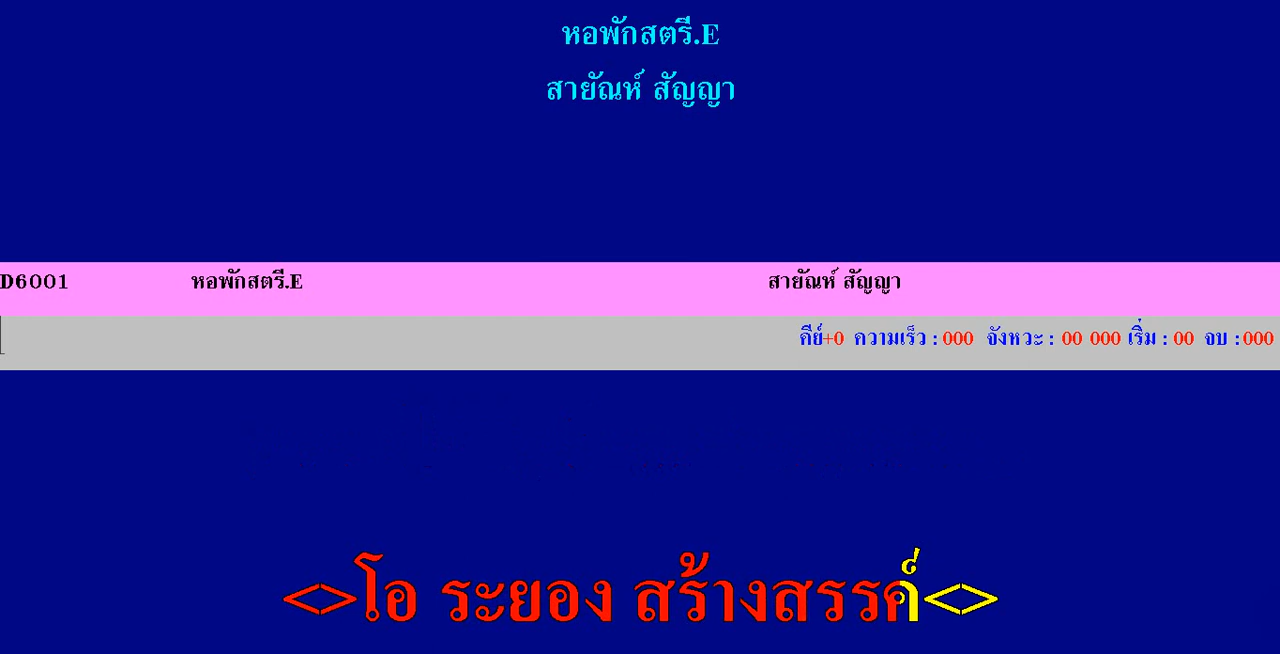 หอพักสตรี.E
สายัณห์ สัญญา
D6001 หอพักสตรี.E สายัณห์ สัญญา
คีย์+0 ความเร็ว : 000 จังหวะ : 00 000 เริ่ม : 00 จบ :000
<>โอ ระยอง สร้างสรรค์<>